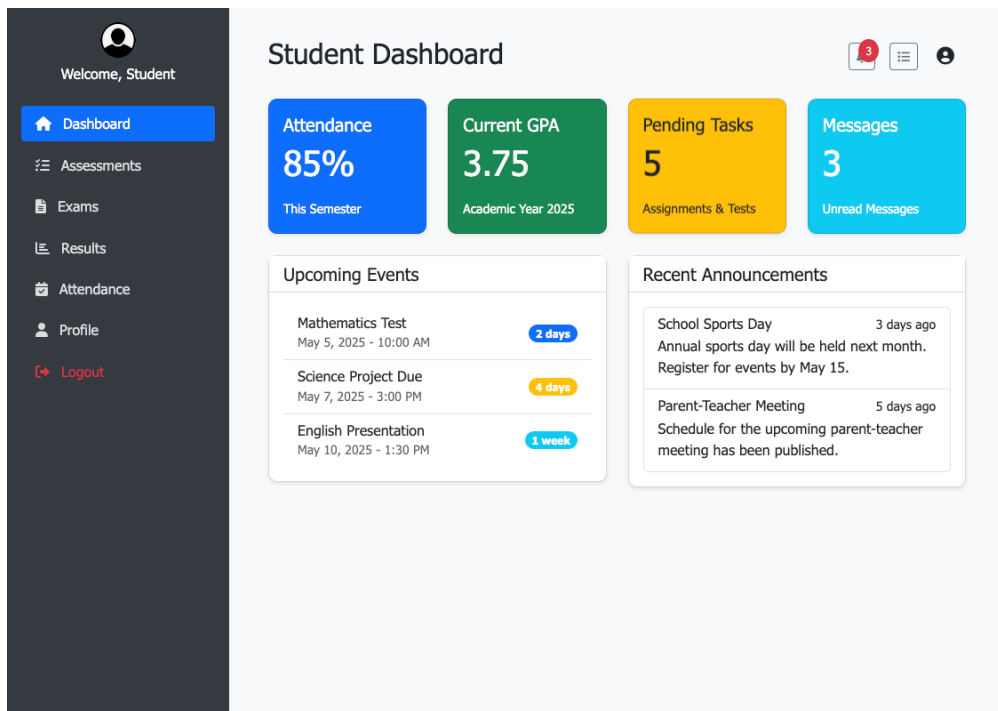 Welcome, Student
Dashboard
Assessments
Exams
Results
Attendance
Profile
Logout
Student Dashboard
3
Attendance
85%
This Semester
Current GPA
3.75
Academic Year 2025
Pending Tasks
5
Assignments & Tests
Messages
3
Unread Messages
Upcoming Events
Mathematics Test
May 5, 2025 - 10:00 AM
2 days
Science Project Due
May 7, 2025 - 3:00 PM
4 days
English Presentation
May 10, 2025 - 1:30 PM
1 week
Recent Announcements
School Sports Day
3 days ago
Annual sports day will be held next month.
Register for events by May 15.
Parent-Teacher Meeting
5 days ago
Schedule for the upcoming parent-teacher
meeting has been published.